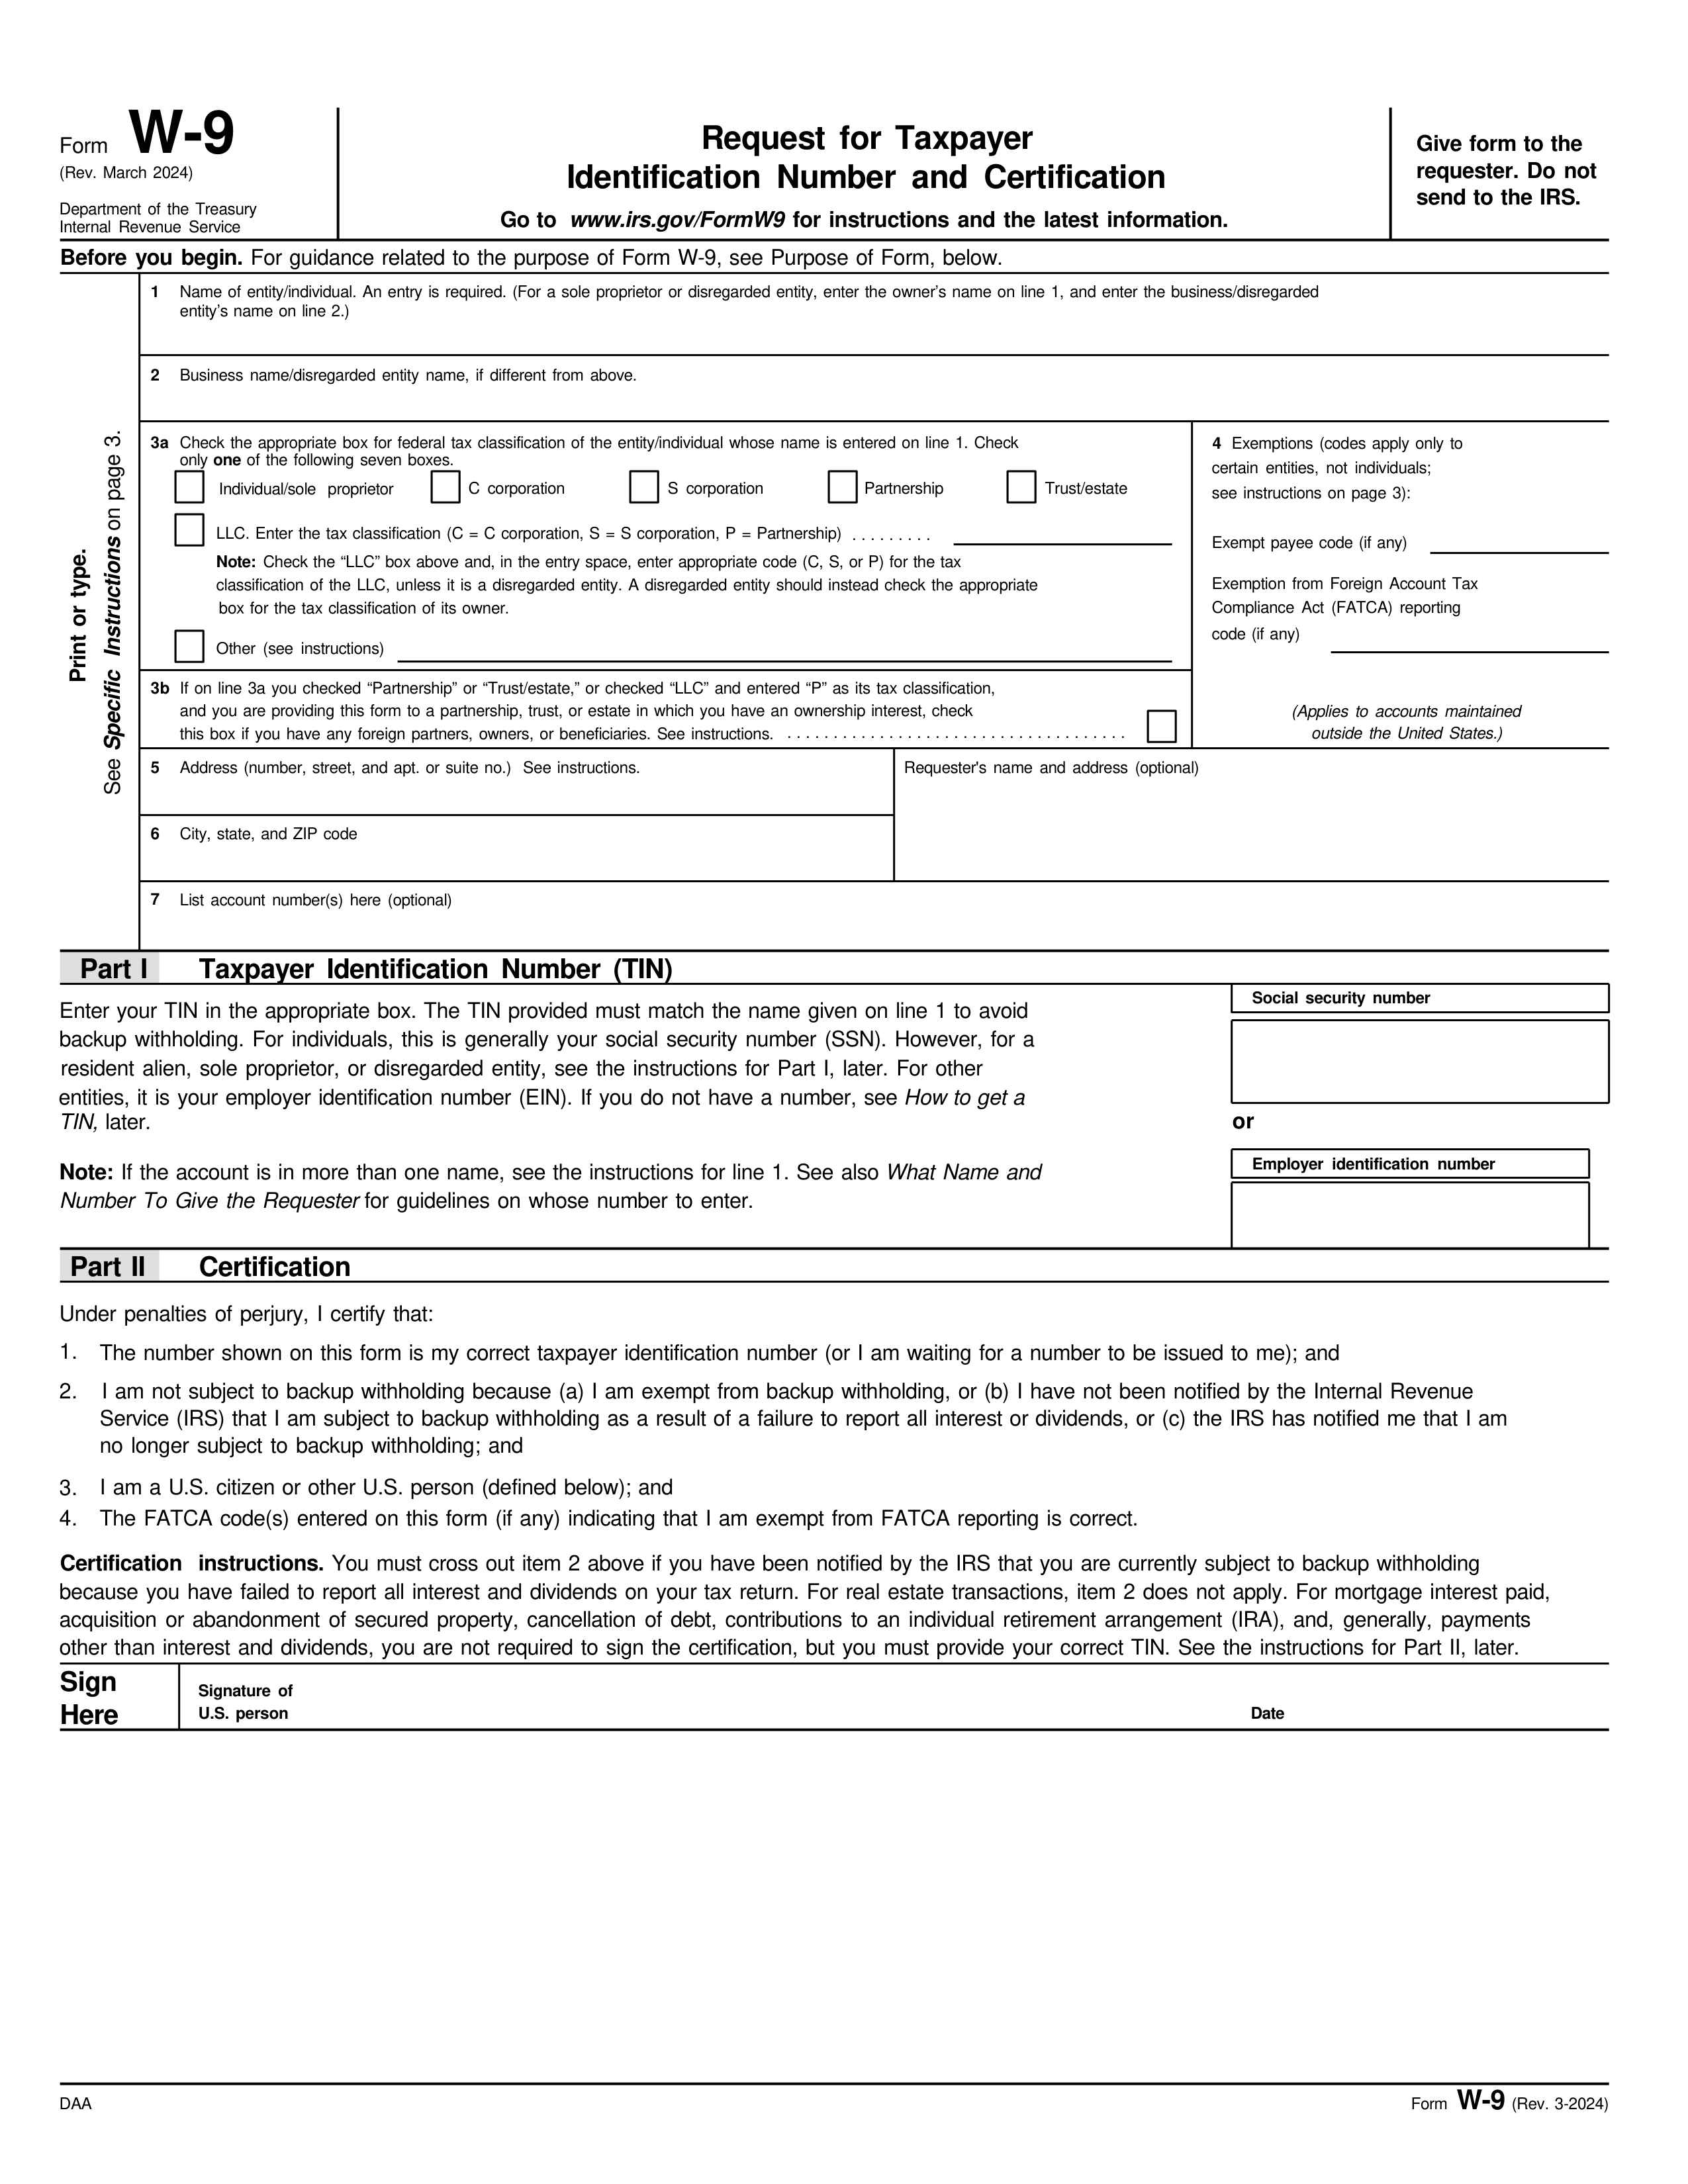 Form W-9
(Rev. March 2024)
Department of the Treasury
Internal Revenue Service
Request for Taxpayer
Identification Number and Certification
Go to www.irs.gov/FormW9 for instructions and the latest information.
Give form to the
requester. Do not
send to the IRS.
Before you begin. For guidance related to the purpose of Form W-9, see Purpose of Form, below.
Print or type.
See Specific Instructions on page 3.
1 Name of entity/individual. An entry is required. (For a sole proprietor or disregarded entity, enter the owner’s name on line 1, and enter the business/disregarded
entity’s name on line 2.)
2 Business name/disregarded entity name, if different from above.
3a Check the appropriate box for federal tax classification of the entity/individual whose name is entered on line 1. Check
only one of the following seven boxes.
Individual/sole proprietor C corporation S corporation Partnership Trust/estate
LLC. Enter the tax classification (C = C corporation, S = S corporation, P = Partnership) . . . . . . . . .
Note: Check the “LLC” box above and, in the entry space, enter appropriate code (C, S, or P) for the tax
classification of the LLC, unless it is a disregarded entity. A disregarded entity should instead check the appropriate
box for the tax classification of its owner.
Other (see instructions)
3b If on line 3a you checked “Partnership” or “Trust/estate,” or checked “LLC” and entered “P” as its tax classification,
and you are providing this form to a partnership, trust, or estate in which you have an ownership interest, check
this box if you have any foreign partners, owners, or beneficiaries. See instructions. . . . . . . . . . . . . . . . . . . . . . . . . . . . . . . . . . . . . .
4 Exemptions (codes apply only to
certain entities, not individuals;
see instructions on page 3):
Exempt payee code (if any)
Exemption from Foreign Account Tax
Compliance Act (FATCA) reporting
code (if any)
(Applies to accounts maintained
outside the United States.)
5 Address (number, street, and apt. or suite no.) See instructions.
Requester's name and address (optional)
6 City, state, and ZIP code
7 List account number(s) here (optional)
Part I Taxpayer Identification Number (TIN)
Enter your TIN in the appropriate box. The TIN provided must match the name given on line 1 to avoid
backup withholding. For individuals, this is generally your social security number (SSN). However, for a
resident alien, sole proprietor, or disregarded entity, see the instructions for Part I, later. For other
entities, it is your employer identification number (EIN). If you do not have a number, see How to get a
TIN, later.
Note: If the account is in more than one name, see the instructions for line 1. See also What Name and
Number To Give the Requester for guidelines on whose number to enter.
Social security number
or
Employer identification number
Part II Certification
Under penalties of perjury, I certify that:
1. The number shown on this form is my correct taxpayer identification number (or I am waiting for a number to be issued to me); and
2. I am not subject to backup withholding because (a) I am exempt from backup withholding, or (b) I have not been notified by the Internal Revenue
Service (IRS) that I am subject to backup withholding as a result of a failure to report all interest or dividends, or (c) the IRS has notified me that I am
no longer subject to backup withholding; and
3. I am a U.S. citizen or other U.S. person (defined below); and
4. The FATCA code(s) entered on this form (if any) indicating that I am exempt from FATCA reporting is correct.
Certification instructions. You must cross out item 2 above if you have been notified by the IRS that you are currently subject to backup withholding
because you have failed to report all interest and dividends on your tax return. For real estate transactions, item 2 does not apply. For mortgage interest paid,
acquisition or abandonment of secured property, cancellation of debt, contributions to an individual retirement arrangement (IRA), and, generally, payments
other than interest and dividends, you are not required to sign the certification, but you must provide your correct TIN. See the instructions for Part II, later.
Sign
Here
Signature of
U.S. person
Date
DAA
Form W-9 (Rev. 3-2024)